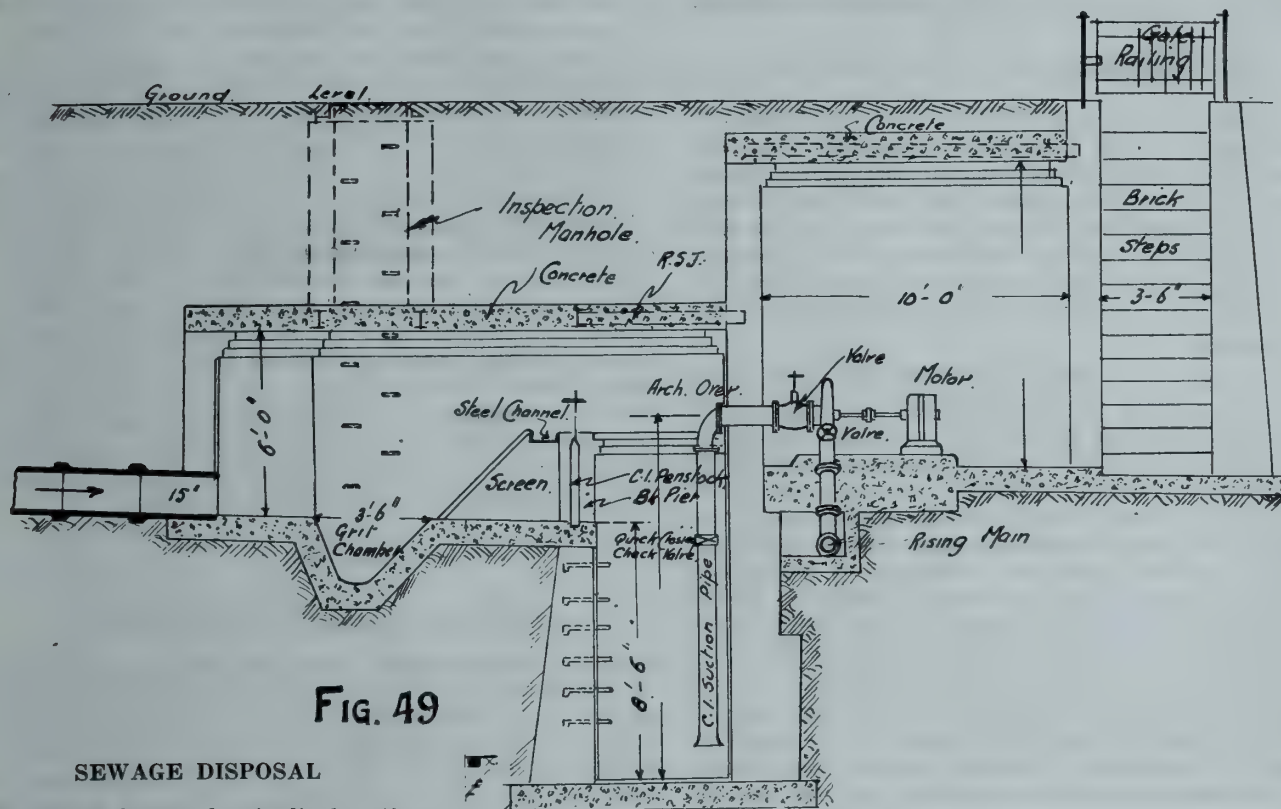 Gate
Railing
Ground Level
Concrete
Inspection
Manhole.
Brick
Steps
R.S.J.
Concrete
10'-0"
3'-6"
6'-0"
Valve
Motor.
Arch. Over.
Steel Channel.
Valve.
Screen
C.I. Penstock
Bk. Pier
15"
3'-6"
Grit
Chamber
Quick
Check Valve.
Rising Main
C.I. Suction Pipe
8'-6"
FIG. 49
SEWAGE DISPOSAL